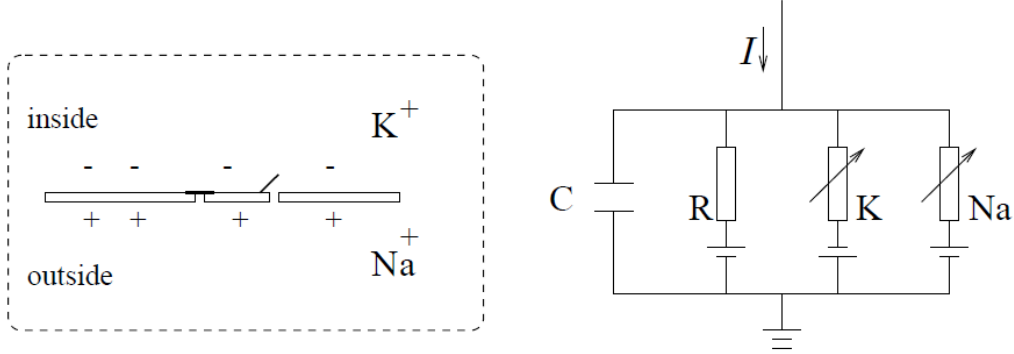 inside
K+
- - - -
+ + + +
Na+
outside
I
C
R
K
Na